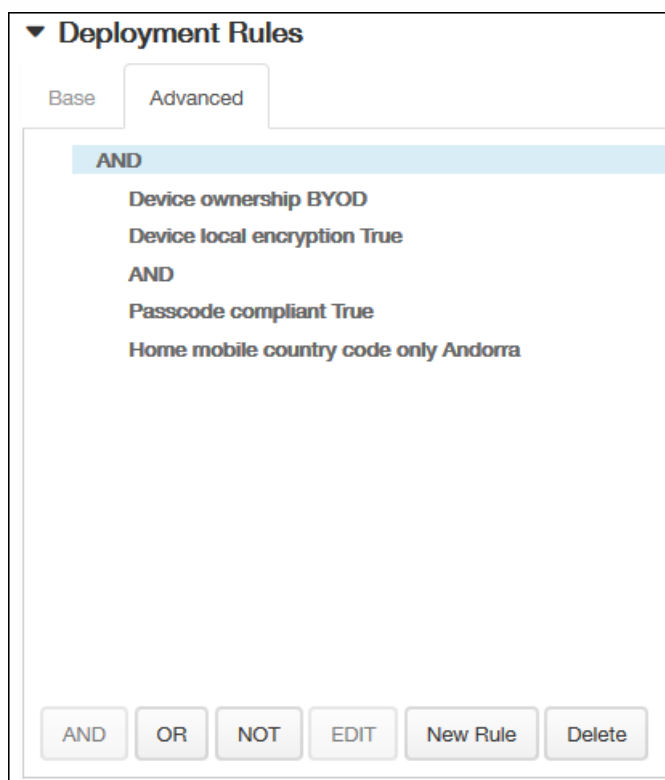 Deployment Rules
Base Advanced
AND
Device ownership BYOD
Device local encryption True
AND
Passcode compliant True
Home mobile country code only Andorra
AND OR NOT EDIT New Rule Delete